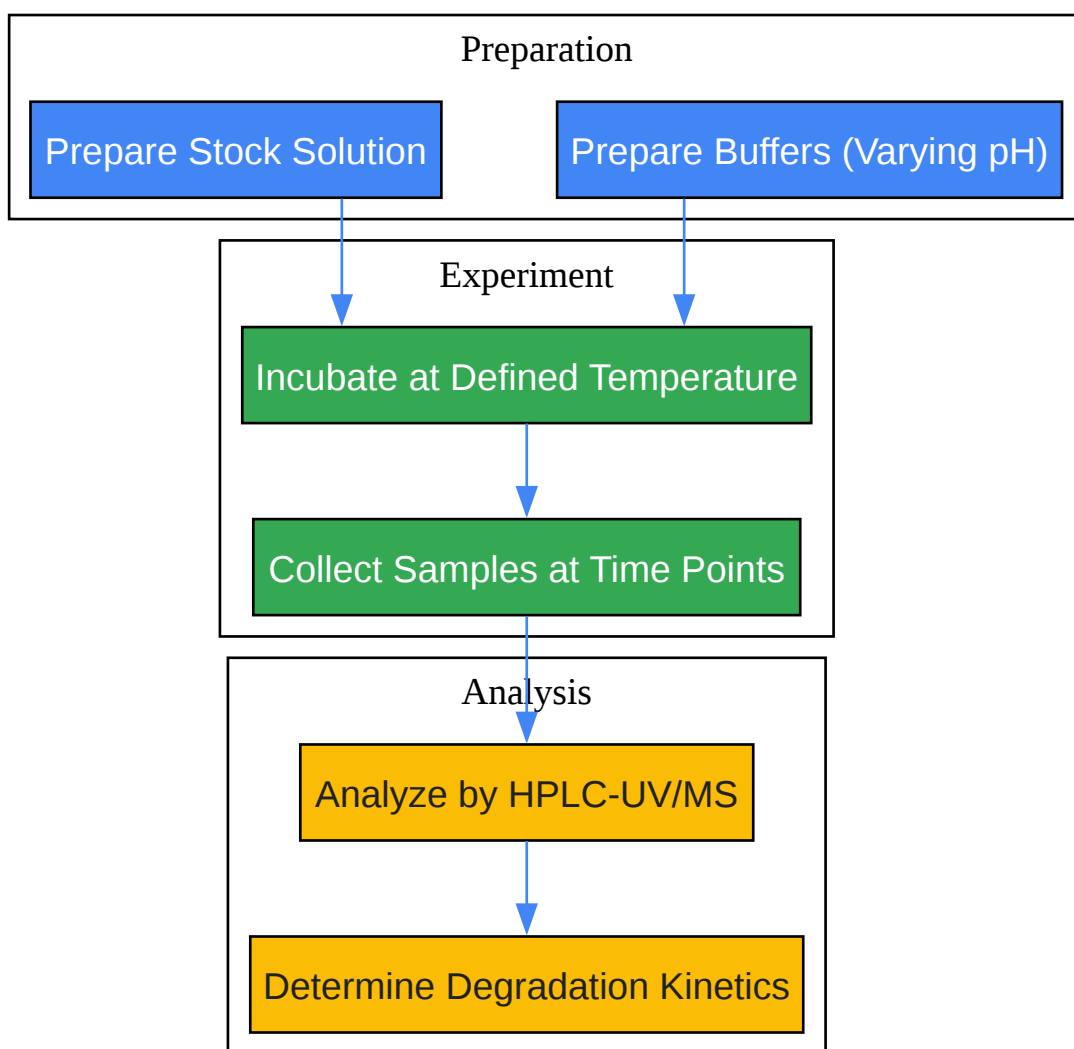 Preparation
Prepare Stock Solution
Prepare Buffers (Varying pH)
Experiment
Incubate at Defined Temperature
Collect Samples at Time Points
Analysis
Analyze by HPLC-UV/MS
Determine Degradation Kinetics